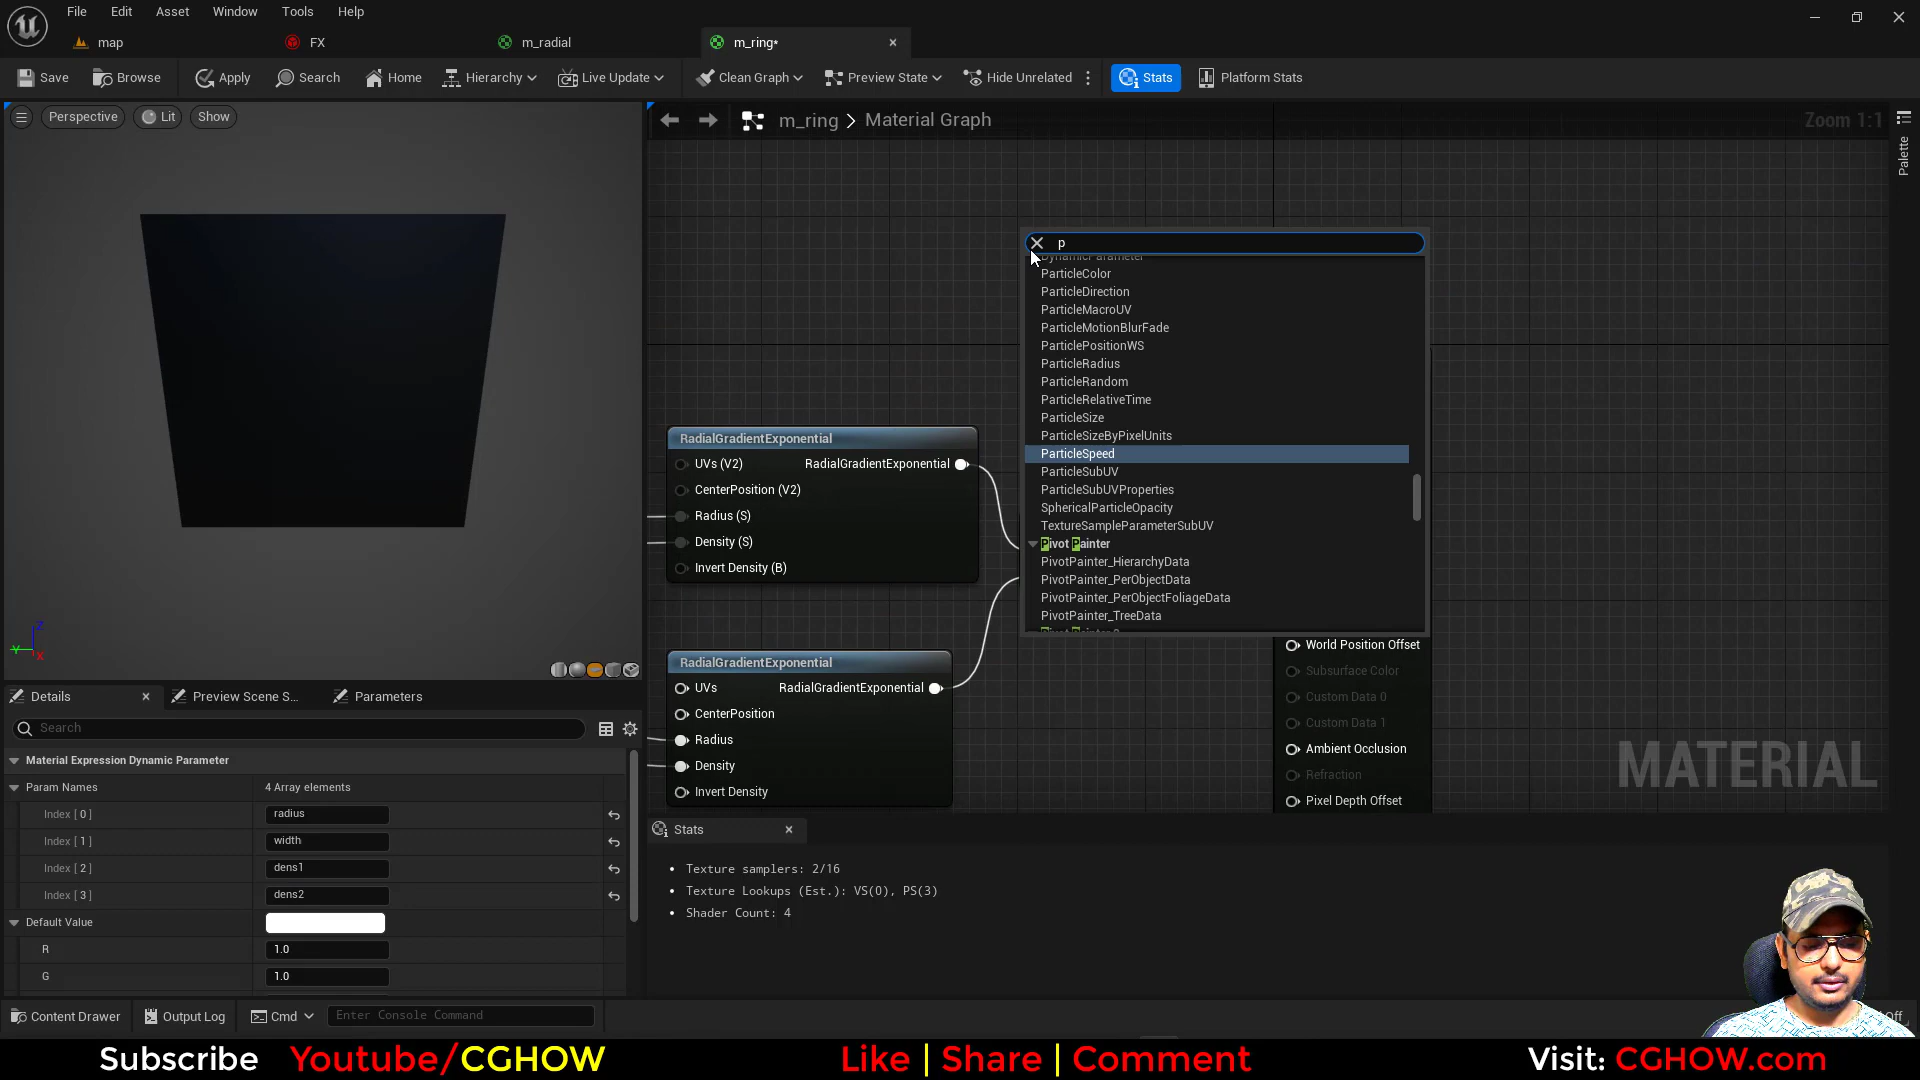 File Edit Asset Window Tools Help
map FX m_radial m_ring*
Save Browse Apply Search Home Hierarchy Live Update Clean Graph Preview State Hide Unrelated Stats Platform Stats
Perspective Lit Show
m_ring > Material Graph Zoom 1:1
Palette
p
DynamicParameter
ParticleColor
ParticleDirection
ParticleMacroUV
ParticleMotionBlurFade
ParticlePositionWS
ParticleRadius
ParticleRandom
ParticleRelativeTime
ParticleSize
ParticleSizeByPixelUnits
ParticleSpeed
ParticleSubUV
ParticleSubUVProperties
SphericalParticleOpacity
TextureSampleParameterSubUV
Pivot Painter
PivotPainter_HierarchyData
PivotPainter_PerObjectData
PivotPainter_PerObjectFoliageData
PivotPainter_TreeData
RadialGradientExponential
UVs (V2) RadialGradientExponential
CenterPosition (V2)
Radius (S)
Density (S)
Invert Density (B)
RadialGradientExponential
UVs RadialGradientExponential
CenterPosition
Radius
Density
Invert Density
World Position Offset
Subsurface Color
Custom Data 0
Custom Data 1
Ambient Occlusion
Refraction
Pixel Depth Offset
MATERIAL
Z
Y
X
Details Preview Scene S... Parameters
Search
Material Expression Dynamic Parameter
Param Names 4 Array elements
Index [ 0 ] radius
Index [ 1 ] width
Index [ 2 ] dens1
Index [ 3 ] dens2
Default Value
R 1.0
G 1.0
Stats
Texture samplers: 2/16
Texture Lookups (Est.): VS(0), PS(3)
Shader Count: 4
Content Drawer Output Log Cmd Enter Console Command
Subscribe Youtube/CGHOW Like | Share | Comment Visit: CGHOW.com